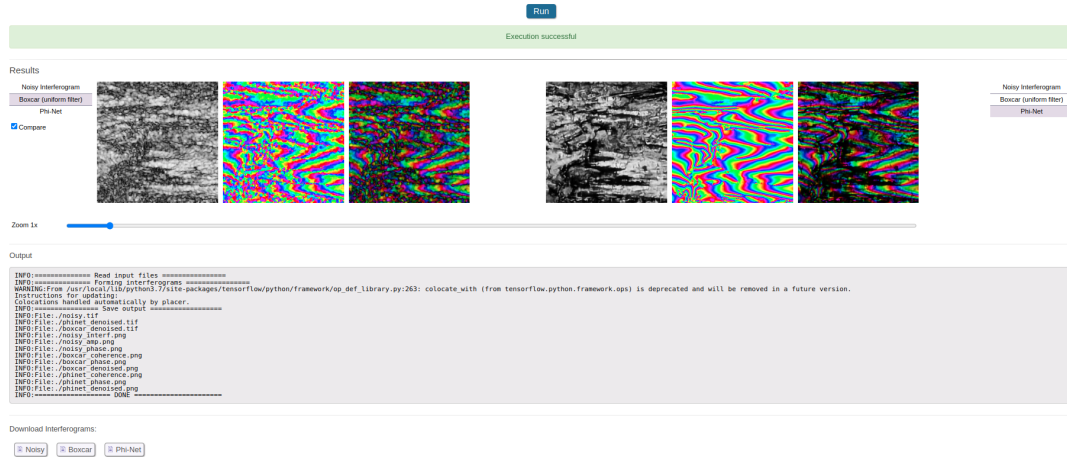 Run
Execution successful
Results
Noisy Interferogram
Boxcar (uniform filter)
Phi-Net
Compare
Noisy Interferogram
Boxcar (uniform filter)
Phi-Net
Zoom 1x
Output
INFO:============== Read input files ================
INFO:============== Forming interferograms ================
WARNING:From /usr/local/lib/python3.7/site-packages/tensorflow/python/framework/op_def_library.py:263: colocate_with (from tensorflow.python.framework.ops) is deprecated and will be removed in a future version.
Instructions for updating:
Colocations handled automatically by placer.
INFO:================ Save output ==================
INFO:File:./noisy.tif
INFO:File:./phinet_denoised.tif
INFO:File:./boxcar_denoised.tif
INFO:File:./noisy_interf.png
INFO:File:./noisy_amp.png
INFO:File:./noisy_phase.png
INFO:File:./boxcar_coherence.png
INFO:File:./boxcar_phase.png
INFO:File:./boxcar_denoised.png
INFO:File:./phinet_coherence.png
INFO:File:./phinet_phase.png
INFO:File:./phinet_denoised.png
INFO:=================== DONE ======================
Download Interferograms:
Noisy Boxcar Phi-Net